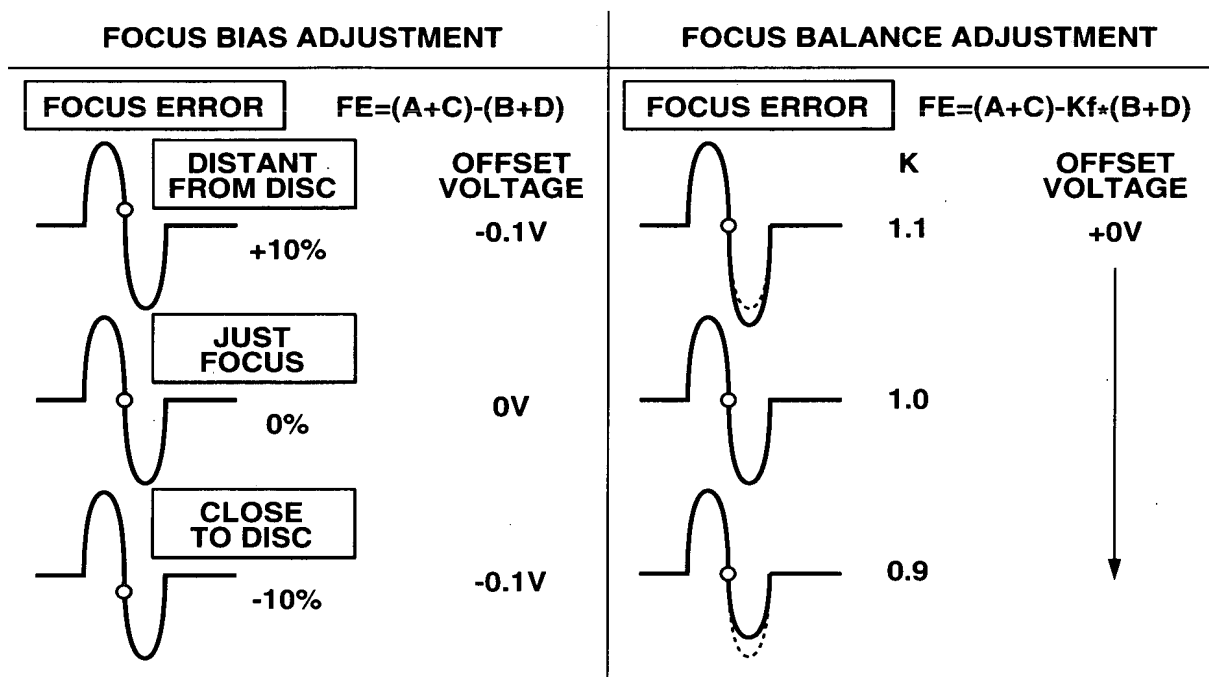 FOCUS BIAS ADJUSTMENT
FOCUS ERROR
FE=(A+C)-(B+D)
DISTANT
FROM DISC
OFFSET
VOLTAGE
+10%
-0.1V
JUST
FOCUS
0%
0V
CLOSE
TO DISC
-10%
-0.1V
FOCUS BALANCE ADJUSTMENT
FOCUS ERROR
FE=(A+C)-Kf*(B+D)
K
OFFSET
VOLTAGE
1.1
+0V
1.0
0.9